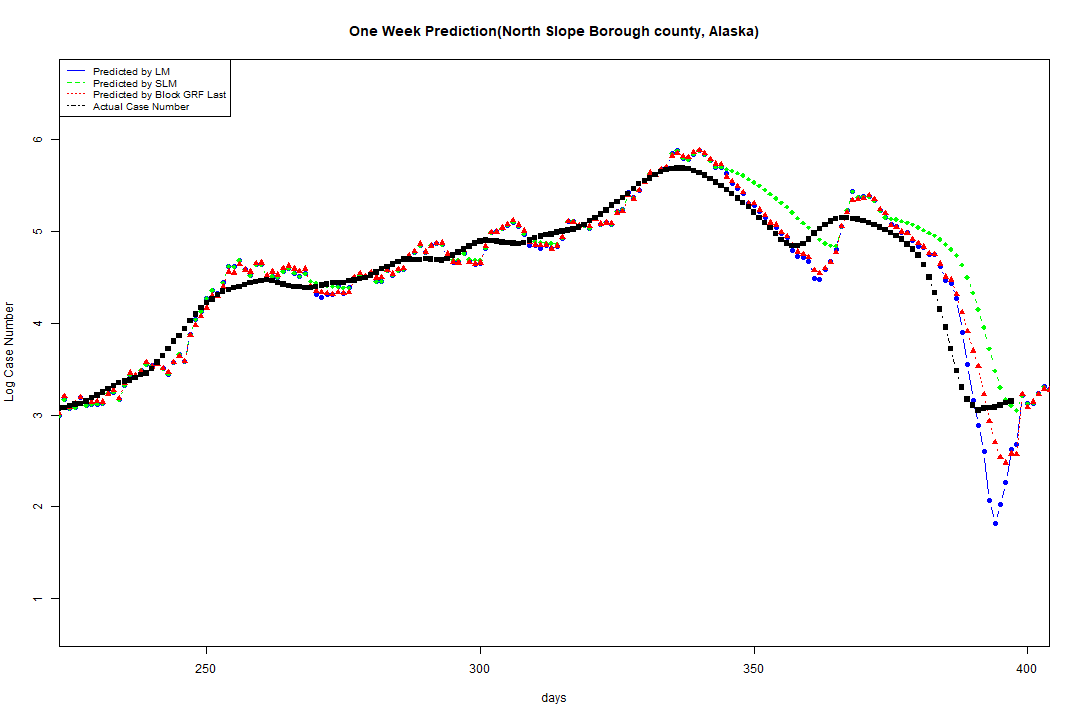 One Week Prediction(North Slope Borough county, Alaska)
Predicted by LM
Predicted by SLM
Predicted by Block GRF Last
Actual Case Number
Log Case Number
6
5
4
3
2
1
250 300 350 400
days